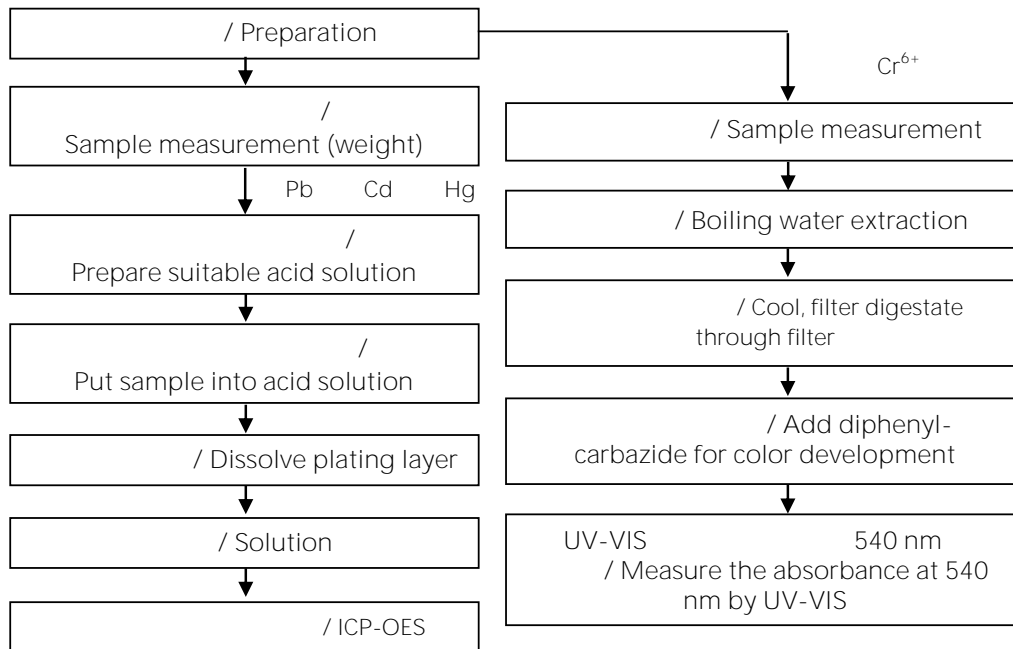 / Preparation
/
Sample measurement (weight)
Pb Cd Hg
/
Prepare suitable acid solution
/
Put sample into acid solution
/ Dissolve plating layer
/ Solution
/ ICP-OES
Cr⁶⁺
/ Sample measurement
/ Boiling water extraction
/ Cool, filter digestate
through filter
/ Add diphenyl-
carbazide for color development
UV-VIS 540 nm
/ Measure the absorbance at 540
nm by UV-VIS